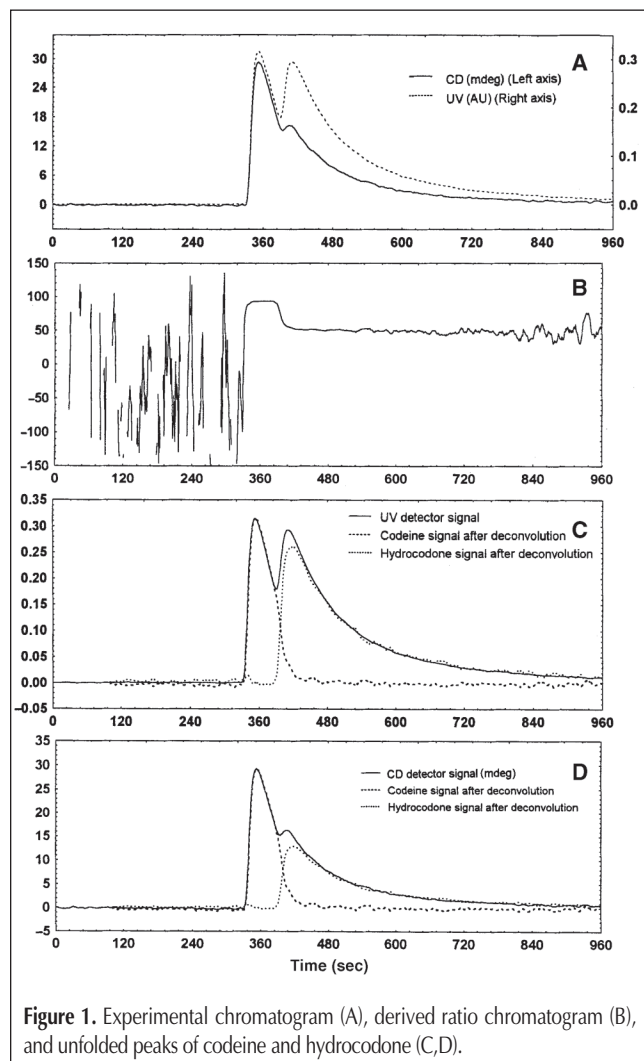 A
30
24
18
12
6
0
CD (mdeg) (Left axis)
UV (AU) (Right axis)
0.3
0.2
0.1
0.0
0 120 240 360 480 600 720 840 960
B
150
100
50
0
-50
-100
-150
0 120 240 360 480 600 720 840 960
C
0.35
0.30
0.25
0.20
0.15
0.10
0.05
0.00
-0.05
UV detector signal
Codeine signal after deconvolution
Hydrocodone signal after deconvolution
0 120 240 360 480 600 720 840 960
D
35
30
25
20
15
10
5
0
-5
CD detector signal (mdeg)
Codeine signal after deconvolution
Hydrocodone signal after deconvolution
0 120 240 360 480 600 720 840 960
Time (sec)
Figure 1. Experimental chromatogram (A), derived ratio chromatogram (B),
and unfolded peaks of codeine and hydrocodone (C,D).